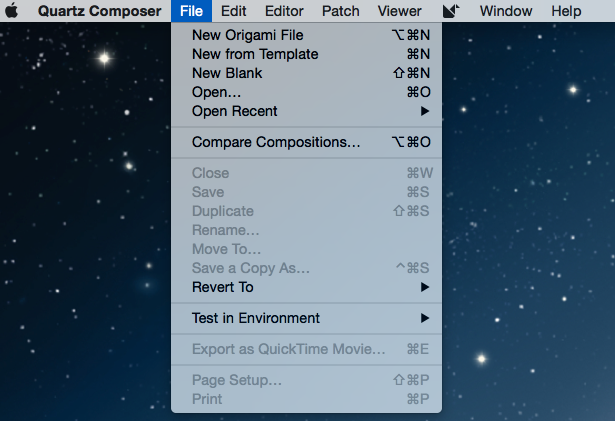 Quartz Composer File Edit Editor Patch Viewer Window Help
New Origami File ⌥⌘N
New from Template ⌘N
New Blank ⇧⌘N
Open... ⌘O
Open Recent ▶
Compare Compositions... ⌥⌘O
Close ⌘W
Save ⌘S
Duplicate ⇧⌘S
Rename...
Move To...
Save a Copy As... ^⌘S
Revert To ▶
Test in Environment ▶
Export as QuickTime Movie... ⌘E
Page Setup... ⇧⌘P
Print ⌘P